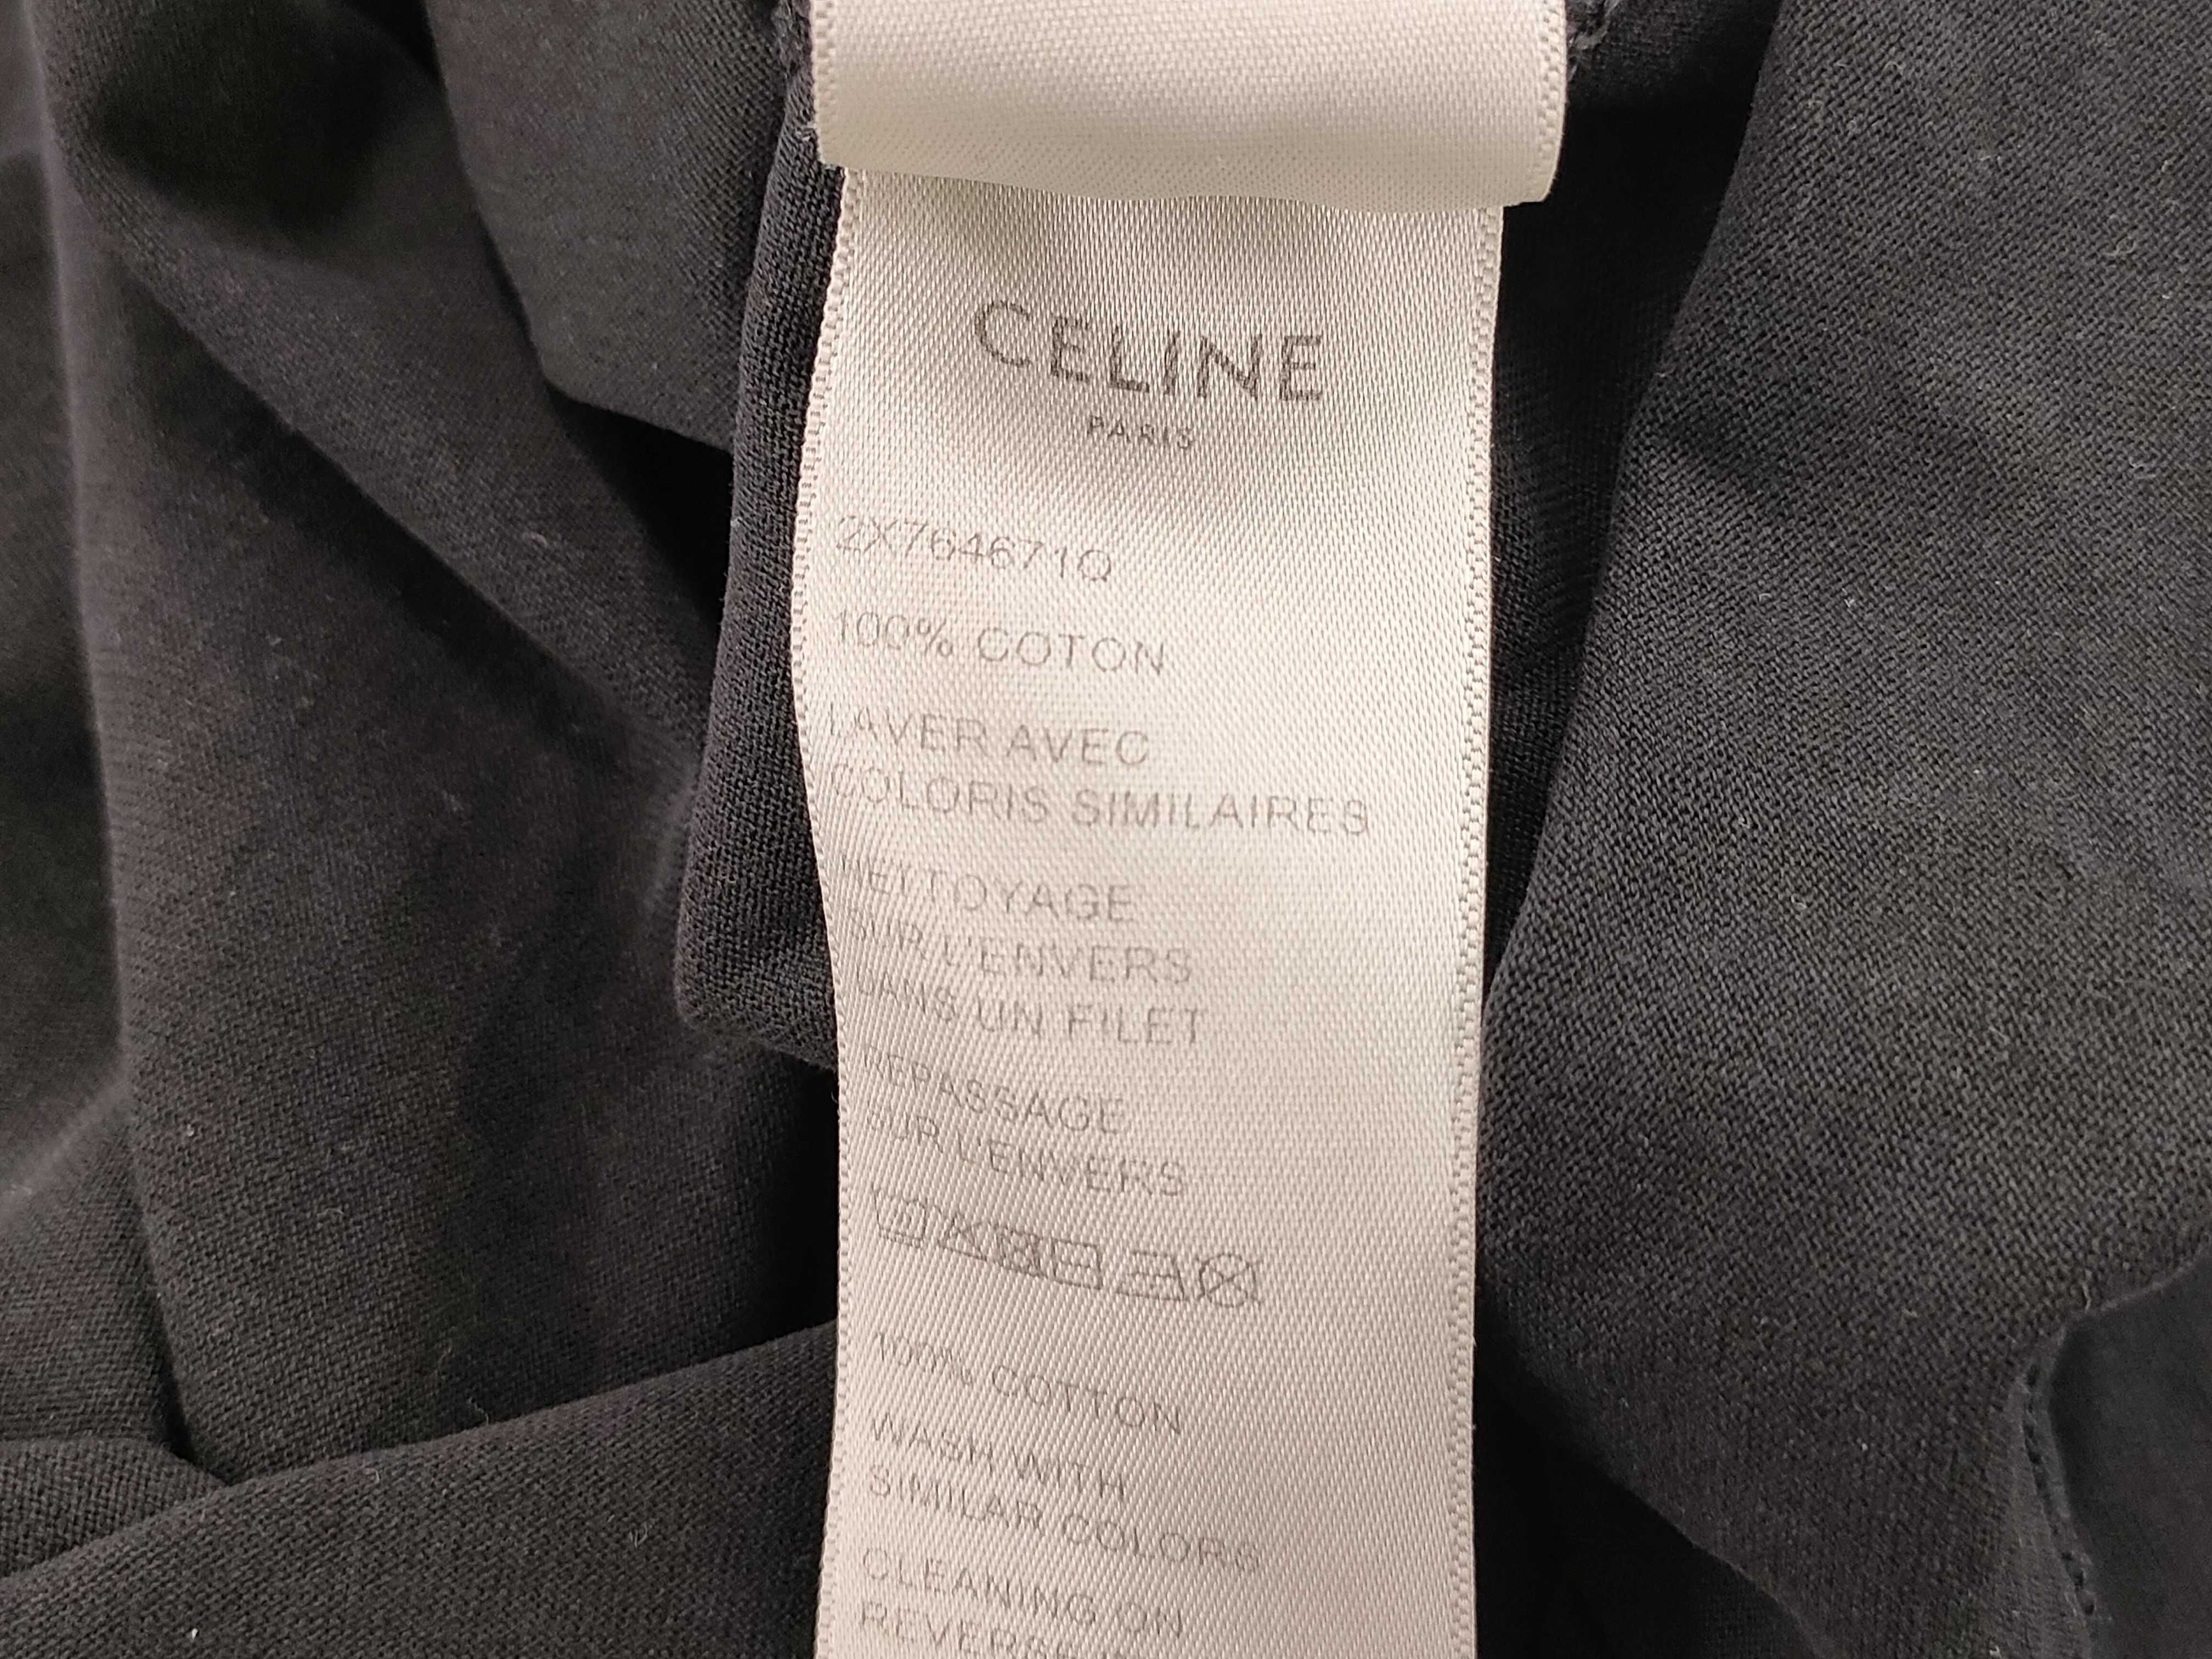 CELINE
PARIS
2X764671Q
100% COTON
LAVER AVEC
COLORIS SIMILAIRES
NETTOYAGE
SUR L'ENVERS
DANS UN FILET
REPASSAGE
SUR L'ENVERS
100% COTTON
WASH WITH
SIMILAR COLORS
CLEANING ON
REVERSE